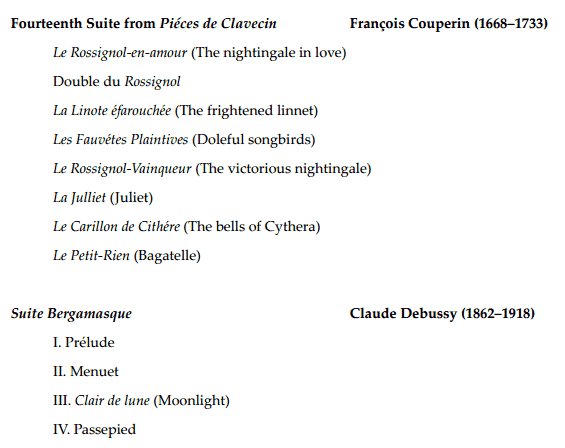 Fourteenth Suite from Piéces de Clavecin François Couperin (1668–1733)
Le Rossignol-en-amour (The nightingale in love)
Double du Rossignol
La Linote éfarouchée (The frightened linnet)
Les Fauvétes Plaintives (Doleful songbirds)
Le Rossignol-Vainqueur (The victorious nightingale)
La Julliet (Juliet)
Le Carillon de Cithére (The bells of Cythera)
Le Petit-Rien (Bagatelle)
Suite Bergamasque Claude Debussy (1862–1918)
I. Prélude
II. Menuet
III. Clair de lune (Moonlight)
IV. Passepied